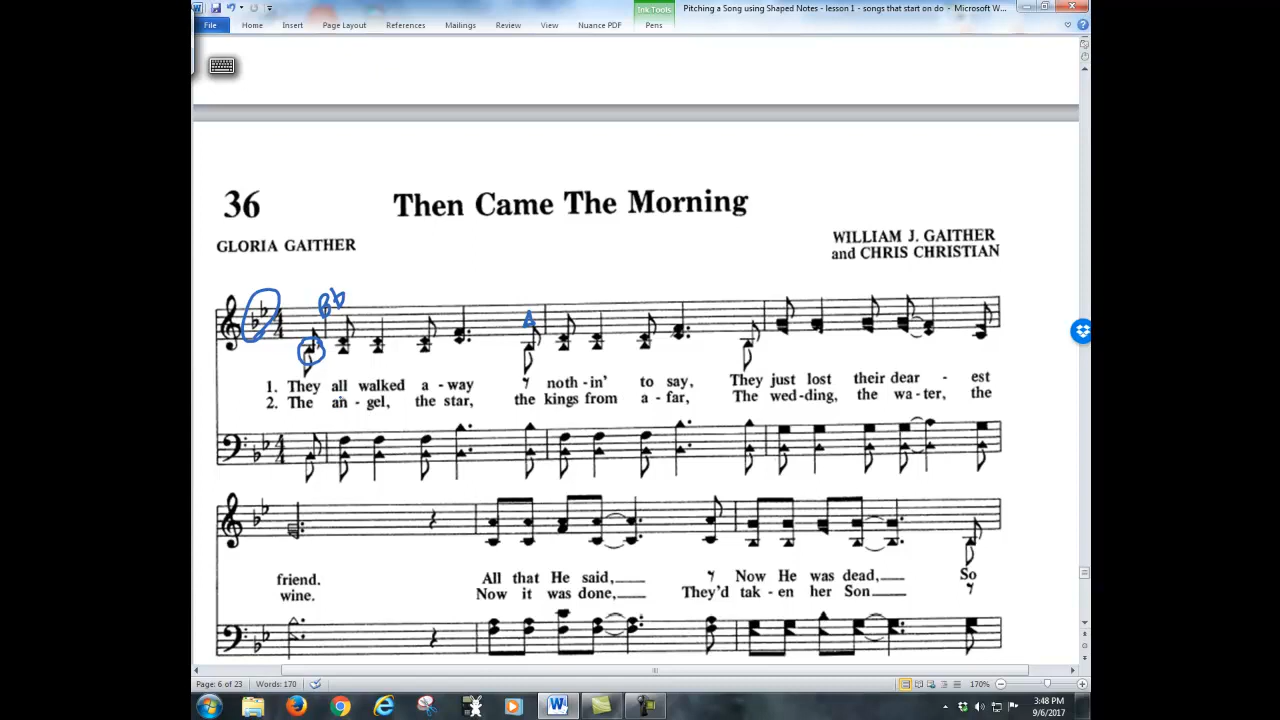 Pitching a Song using Shaped Notes - lesson 1 - songs that start on do - Microsoft W...
Ink Tools
File Home Insert Page Layout References Mailings Review View Nuance PDF Pens
36 Then Came The Morning
GLORIA GAITHER
WILLIAM J. GAITHER
and CHRIS CHRISTIAN
Bb
4
4
1. They all walked a - way noth - in' to say, They just lost their dear - est
2. The an - gel, the star, the kings from a - far, The wed - ding, the wa - ter, the
4
4
friend. All that He said, Now He was dead, So
wine. Now it was done, They'd tak - en her Son
Page: 6 of 23 Words: 170 170%
3:48 PM
9/6/2017